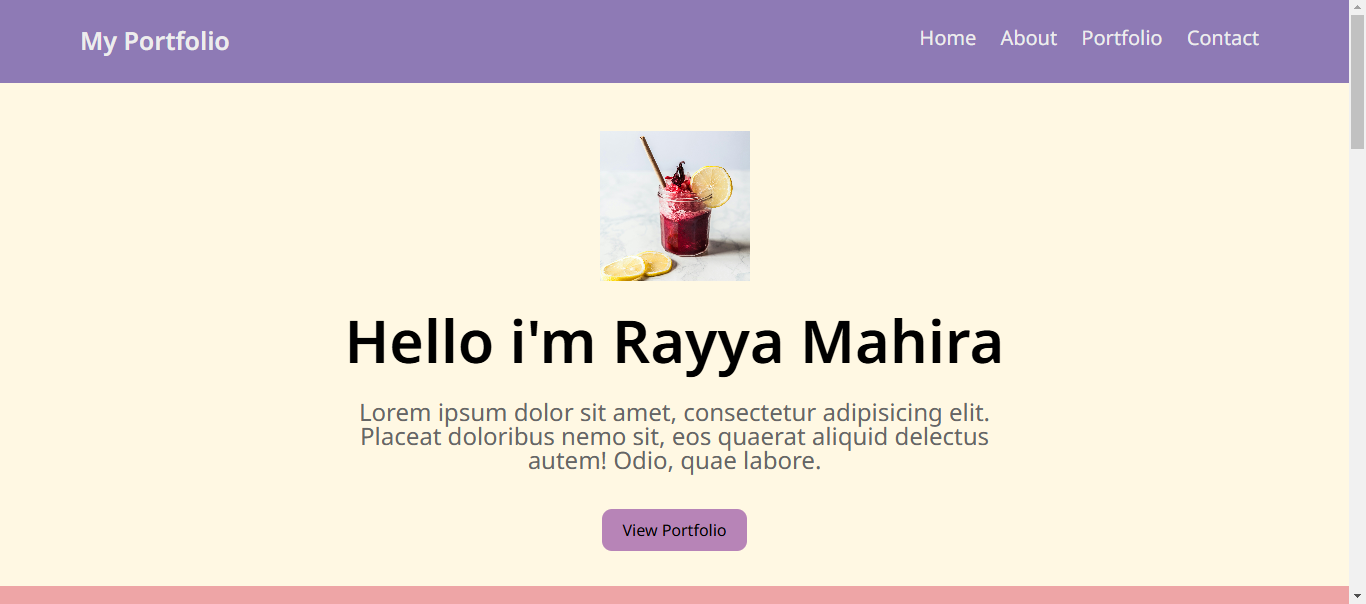 My Portfolio
Home About Portfolio Contact
Hello i'm Rayya Mahira
Lorem ipsum dolor sit amet, consectetur adipisicing elit.
Placeat doloribus nemo sit, eos quaerat aliquid delectus
autem! Odio, quae labore.
View Portfolio